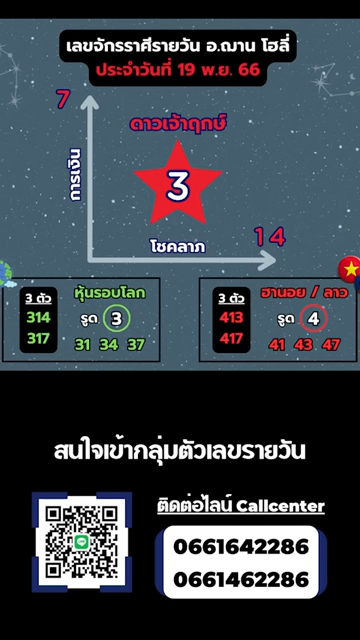 เลขจักรราศีรายวัน อ.ฌาน โฮลี่
ประจำวันที่ 19 พ.ย. 66
7
ดาวเจ้าฤกษ์
การเงิน
3
โชคลาภ
14
3 ตัว
314
317
หุ้นรอบโลก
รูด 3
31 34 37
3 ตัว
413
417
ฮานอย / ลาว
รูด 4
41 43 47
สนใจเข้ากลุ่มตัวเลขรายวัน
ติดต่อไลน์ Callcenter
0661642286
0661462286